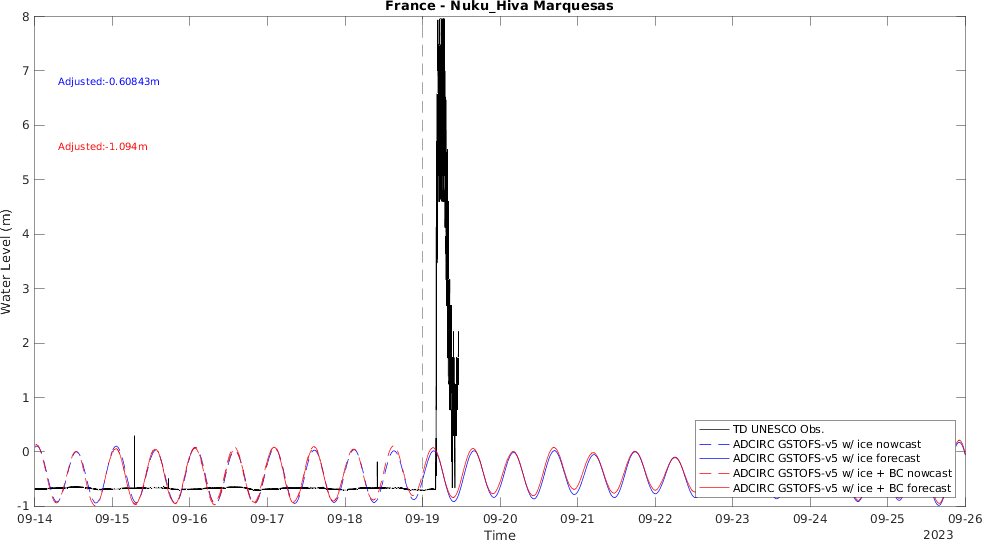 France - Nuku_Hiva Marquesas
8
7
6
5
4
3
2
1
0
-1
Water Level (m)
Adjusted:-0.60843m
Adjusted:-1.094m
TD UNESCO Obs.
ADCIRC GSTOFS-v5 w/ ice nowcast
ADCIRC GSTOFS-v5 w/ ice forecast
ADCIRC GSTOFS-v5 w/ ice + BC nowcast
ADCIRC GSTOFS-v5 w/ ice + BC forecast
09-14 09-15 09-16 09-17 09-18 09-19 09-20 09-21 09-22 09-23 09-24 09-25 09-26
Time
2023